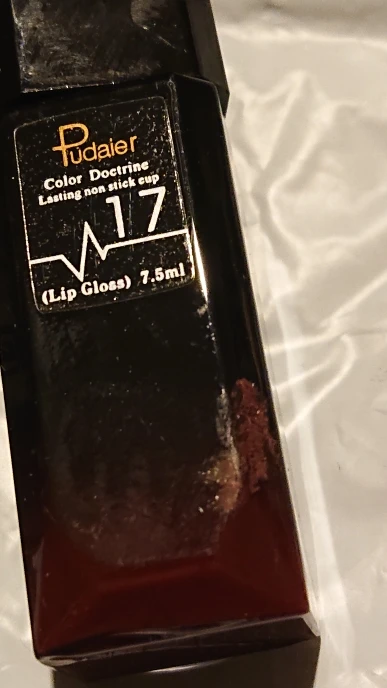 Pudaier
Color Doctrine
Lasting non stick cup
17
(Lip Gloss) 7.5ml